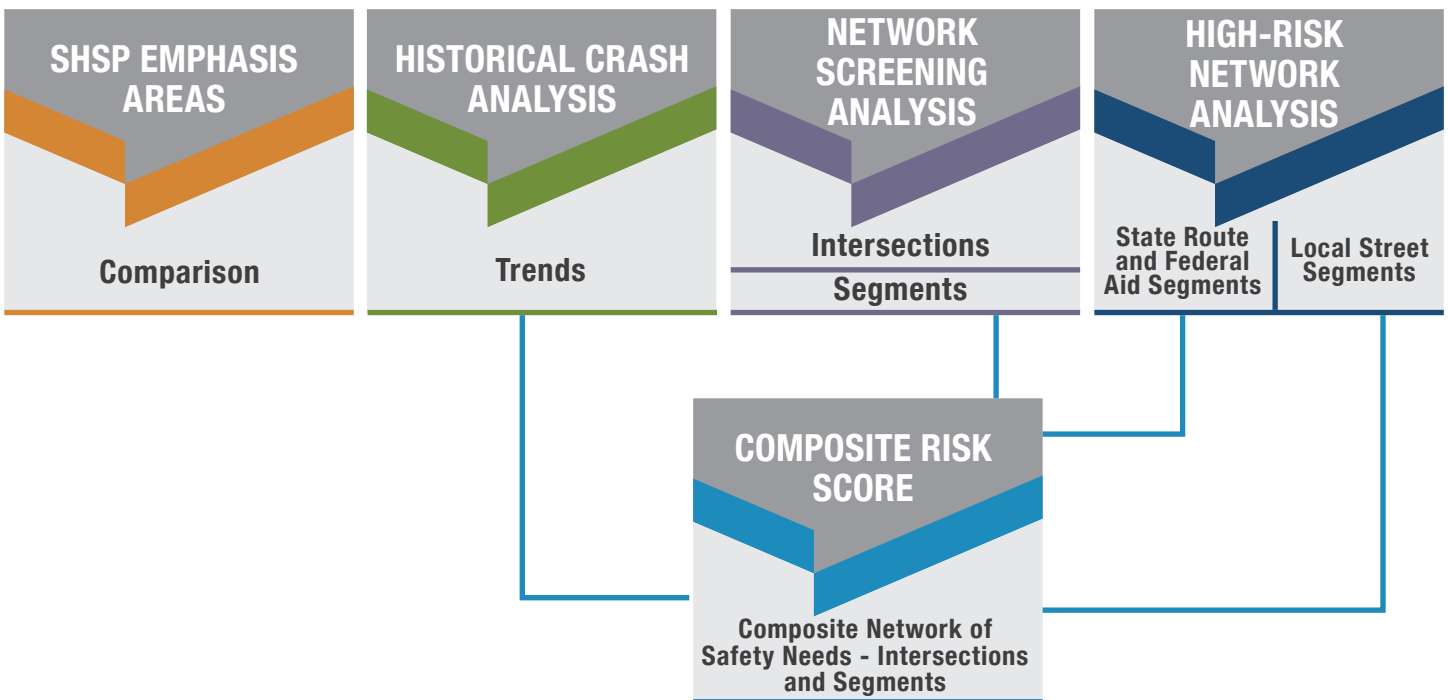 SHSP EMPHASIS
AREAS
Comparison
HISTORICAL CRASH
ANALYSIS
Trends
NETWORK
SCREENING
ANALYSIS
Intersections
Segments
HIGH-RISK
NETWORK
ANALYSIS
State Route
and Federal
Aid Segments
Local Street
Segments
COMPOSITE RISK
SCORE
Composite Network of
Safety Needs - Intersections
and Segments